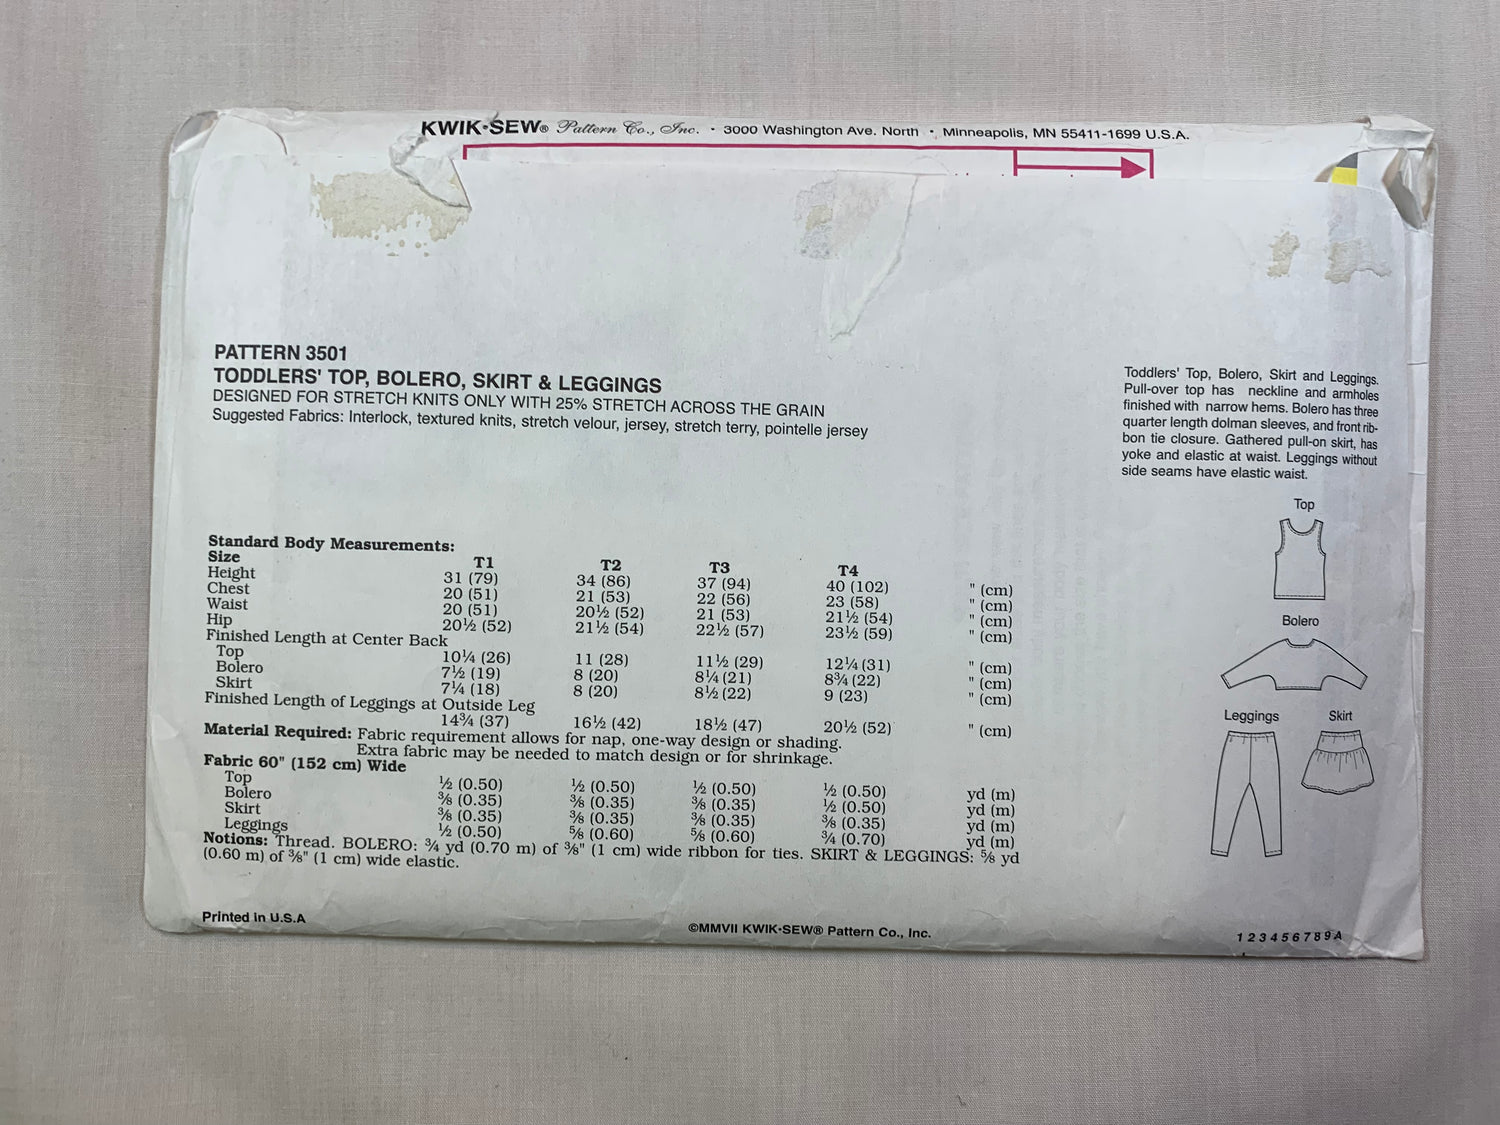 KWIK·SEW® Pattern Co., Inc. · 3000 Washington Ave. North · Minneapolis, MN 55411-1699 U.S.A.
PATTERN 3501
TODDLERS' TOP, BOLERO, SKIRT & LEGGINGS
DESIGNED FOR STRETCH KNITS ONLY WITH 25% STRETCH ACROSS THE GRAIN
Suggested Fabrics: Interlock, textured knits, stretch velour, jersey, stretch terry, pointelle jersey
Toddlers' Top, Bolero, Skirt and Leggings.
Pull-over top has neckline and armholes
finished with narrow hems. Bolero has three
quarter length dolman sleeves, and front rib-
bon tie closure. Gathered pull-on skirt, has
yoke and elastic at waist. Leggings without
side seams have elastic waist.
Top
Bolero
Leggings Skirt
Standard Body Measurements:
Size T1 T2 T3 T4
Height 31 (79) 34 (86) 37 (94) 40 (102) " (cm)
Chest 20 (51) 21 (53) 22 (56) 23 (58) " (cm)
Waist 20 (51) 20½ (52) 21 (53) 21½ (54) " (cm)
Hip 20½ (52) 21½ (54) 22½ (57) 23½ (59) " (cm)
Finished Length at Center Back
Top 10¼ (26) 11 (28) 11½ (29) 12¼ (31) " (cm)
Bolero 7½ (19) 8 (20) 8¼ (21) 8¾ (22) " (cm)
Skirt 7¼ (18) 8 (20) 8½ (22) 9 (23) " (cm)
Finished Length of Leggings at Outside Leg
14¾ (37) 16½ (42) 18½ (47) 20½ (52) " (cm)
Material Required: Fabric requirement allows for nap, one-way design or shading.
Extra fabric may be needed to match design or for shrinkage.
Fabric 60" (152 cm) Wide
Top ½ (0.50) ½ (0.50) ½ (0.50) ½ (0.50) yd (m)
Bolero ⅜ (0.35) ⅜ (0.35) ⅜ (0.35) ½ (0.50) yd (m)
Skirt ⅜ (0.35) ⅜ (0.35) ⅜ (0.35) ⅜ (0.35) yd (m)
Leggings ½ (0.50) ⅝ (0.60) ⅝ (0.60) ¾ (0.70) yd (m)
Notions: Thread. BOLERO: ¾ yd (0.70 m) of ⅜" (1 cm) wide ribbon for ties. SKIRT & LEGGINGS: ⅝ yd
(0.60 m) of ⅜" (1 cm) wide elastic.
Printed in U.S.A
©MMVII KWIK·SEW® Pattern Co., Inc.
1 2 3 4 5 6 7 8 9 A